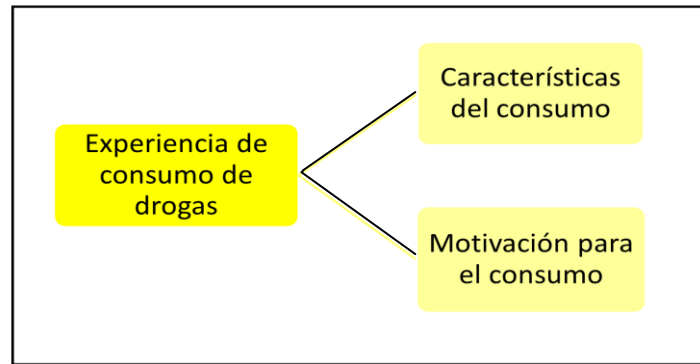 Experiencia de
consumo de
drogas
Características
del consumo
Motivación para
el consumo